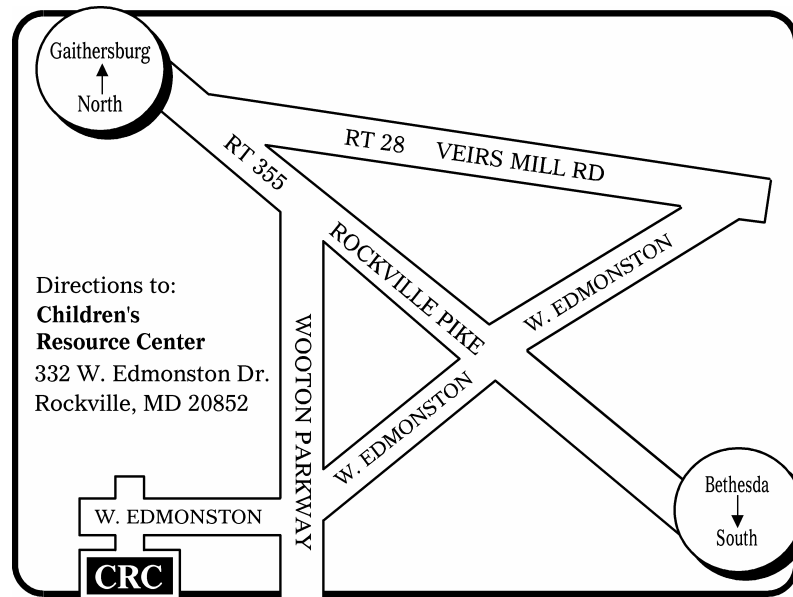 Gaithersburg
North
RT 28 VEIRS MILL RD
RT 355
ROCKVILLE PIKE
W. EDMONSTON
Directions to:
Children's
Resource Center
332 W. Edmonston Dr.
Rockville, MD 20852
WOOTON PARKWAY
W. EDMONSTON
W. EDMONSTON
CRC
Bethesda
South